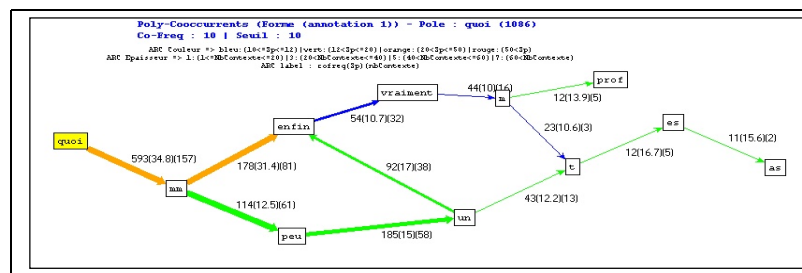 Poly-Cooccurrents (Forme (annotation 1)) - Pole : quoi (1086)
Co-Freq : 10 | Seuil : 10
ARC Couleur => bleu:(10<=Sp<=12)|vert:(12<Sp<=20)|orange:(20<Sp<=50)|rouge:(50<Sp)
ARC Epaisseur => 1:(1<=NbContexte<=20)|3:(20<NbContexte<=40)|5:(40<NbContexte<=60)|7:(60<NbContexte)
ARC label : cofreq(Sp)(nbContexte)
prof
44(10)(16)
vraiment
m
12(13.9)(5)
54(10.7)(32)
es
enfin
23(10.6)(3)
11(15.6)(2)
quoi
12(16.7)(5)
593(34.8)(157)
178(31.4)(81)
92(17)(38)
t
as
mm
114(12.5)(61)
43(12.2)(13)
un
peu
185(15)(58)